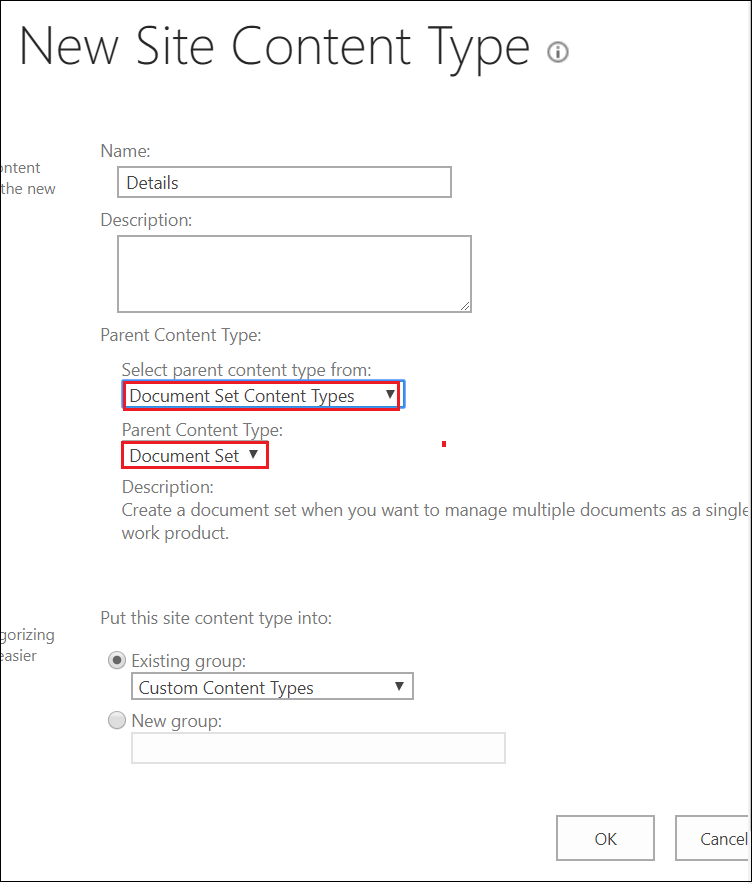 New Site Content Type
Name:
ontent
the new
Details
Description:
Parent Content Type:
Select parent content type from:
Document Set Content Types
Parent Content Type:
Document Set
Description:
Create a document set when you want to manage multiple documents as a single
work product.
Put this site content type into:
gorizing
easier
Existing group:
Custom Content Types
New group:
OK
Cancel